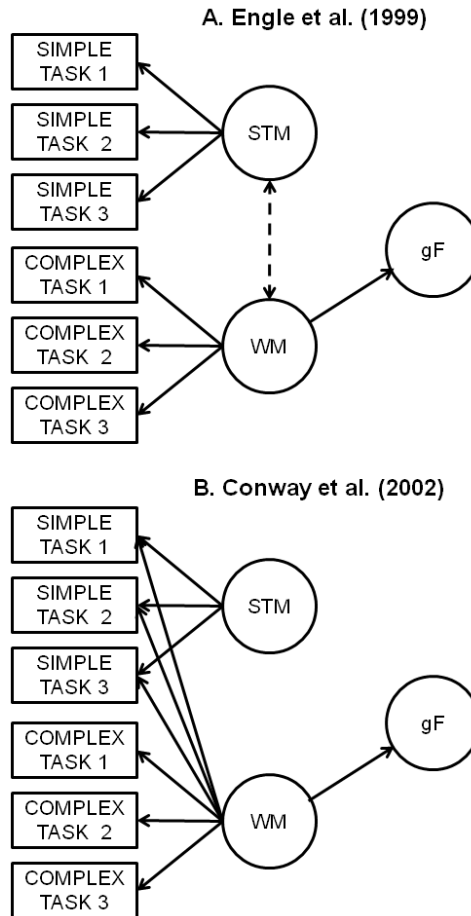 A. Engle et al. (1999)
SIMPLE
TASK 1
SIMPLE
TASK 2
SIMPLE
TASK 3
STM
COMPLEX
TASK 1
COMPLEX
TASK 2
COMPLEX
TASK 3
WM
gF
B. Conway et al. (2002)
SIMPLE
TASK 1
SIMPLE
TASK 2
SIMPLE
TASK 3
STM
COMPLEX
TASK 1
COMPLEX
TASK 2
COMPLEX
TASK 3
WM
gF